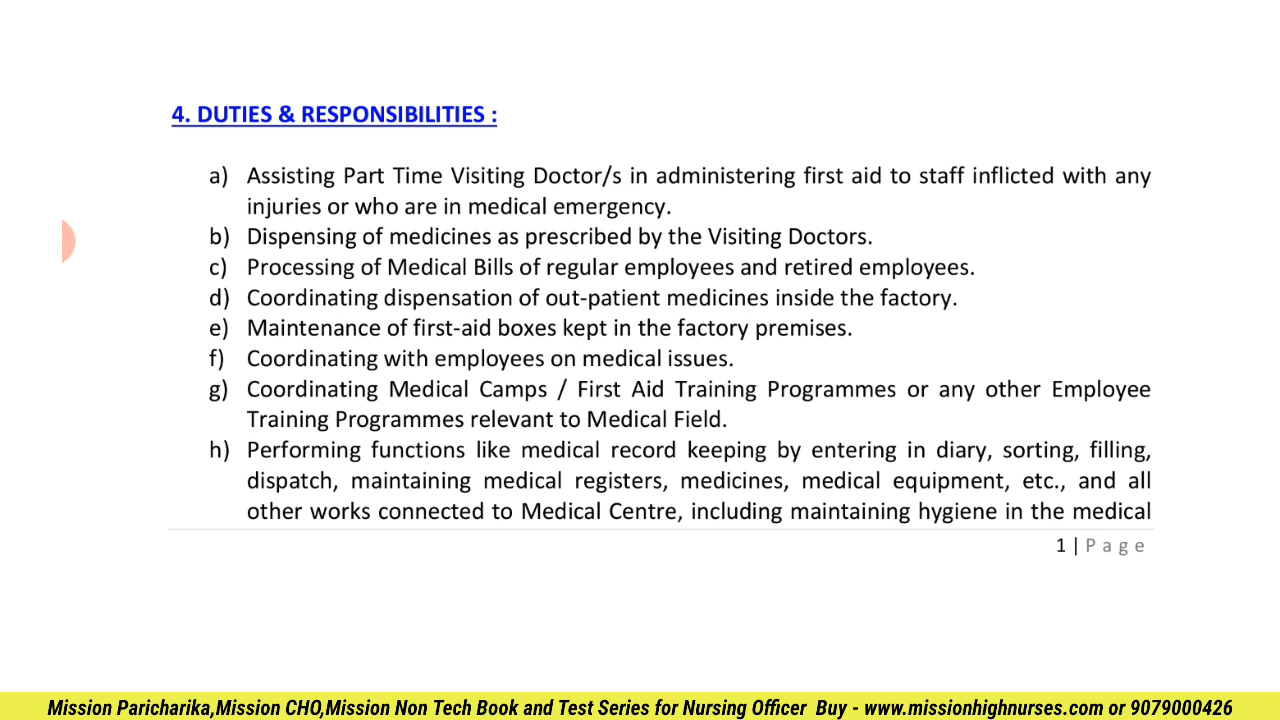 4. DUTIES & RESPONSIBILITIES :
a) Assisting Part Time Visiting Doctor/s in administering first aid to staff inflicted with any
injuries or who are in medical emergency.
b) Dispensing of medicines as prescribed by the Visiting Doctors.
c) Processing of Medical Bills of regular employees and retired employees.
d) Coordinating dispensation of out-patient medicines inside the factory.
e) Maintenance of first-aid boxes kept in the factory premises.
f) Coordinating with employees on medical issues.
g) Coordinating Medical Camps / First Aid Training Programmes or any other Employee
Training Programmes relevant to Medical Field.
h) Performing functions like medical record keeping by entering in diary, sorting, filling,
dispatch, maintaining medical registers, medicines, medical equipment, etc., and all
other works connected to Medical Centre, including maintaining hygiene in the medical
1 | P a g e
Mission Paricharika,Mission CHO,Mission Non Tech Book and Test Series for Nursing Officer Buy - www.missionhighnurses.com or 9079000426